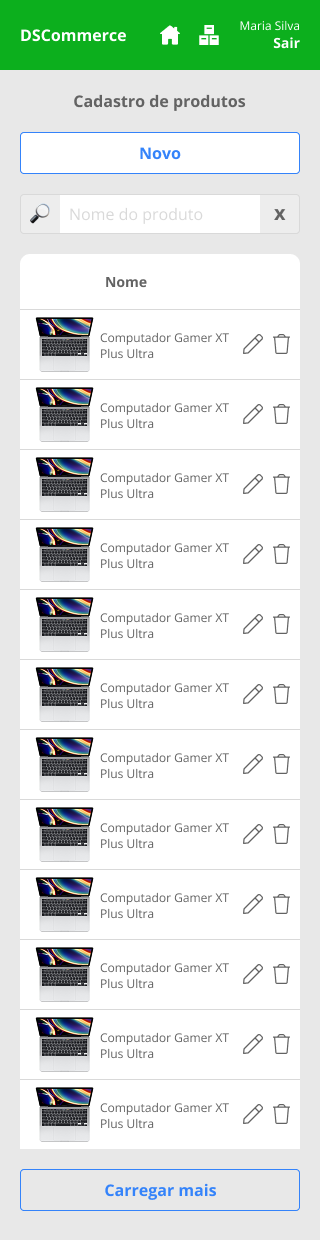 DSCommerce
Maria Silva
Sair
Cadastro de produtos
Novo
Nome do produto
X
Nome
Computador Gamer XT
Plus Ultra
Computador Gamer XT
Plus Ultra
Computador Gamer XT
Plus Ultra
Computador Gamer XT
Plus Ultra
Computador Gamer XT
Plus Ultra
Computador Gamer XT
Plus Ultra
Computador Gamer XT
Plus Ultra
Computador Gamer XT
Plus Ultra
Computador Gamer XT
Plus Ultra
Computador Gamer XT
Plus Ultra
Computador Gamer XT
Plus Ultra
Computador Gamer XT
Plus Ultra
Carregar mais